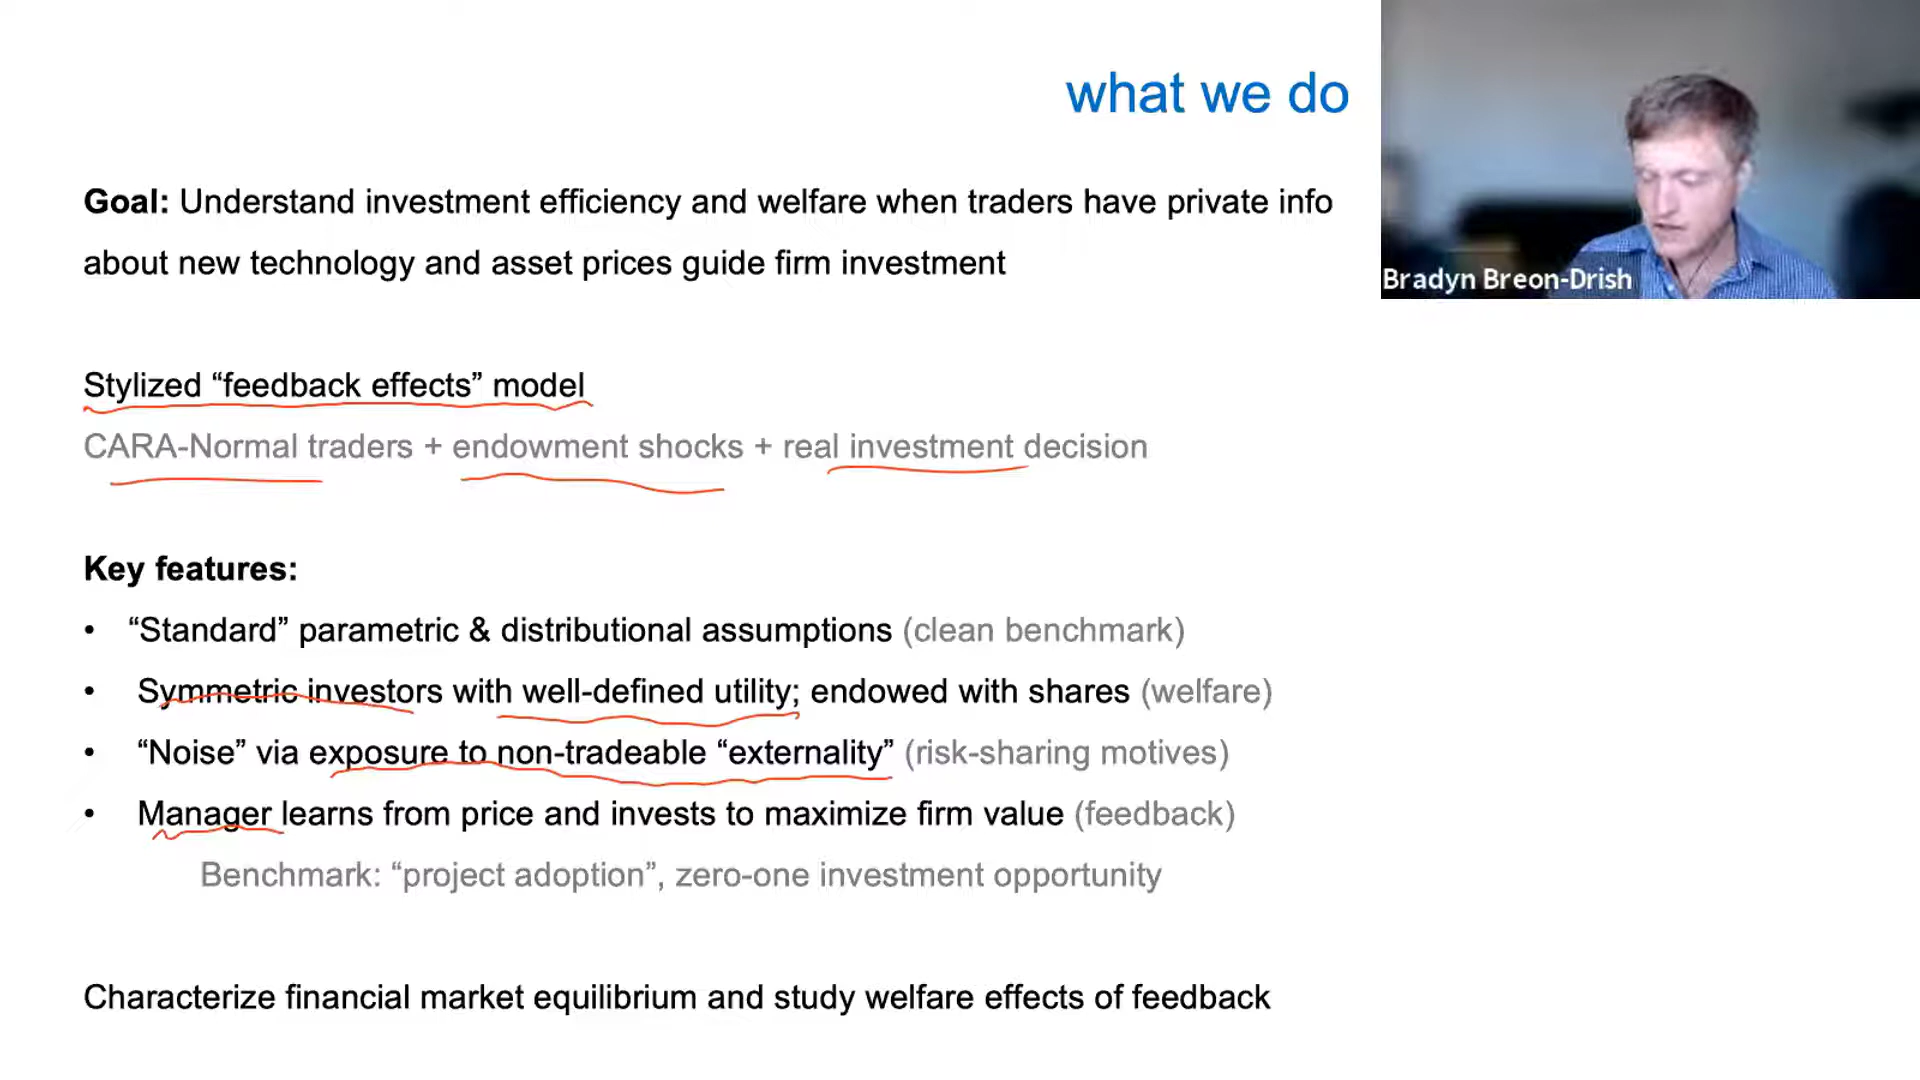 what we do
Goal: Understand investment efficiency and welfare when traders have private info
about new technology and asset prices guide firm investment
Bradyn Breon-Drish
Stylized “feedback effects” model
CARA-Normal traders + endowment shocks + real investment decision
Key features:
• “Standard” parametric & distributional assumptions (clean benchmark)
• Symmetric investors with well-defined utility; endowed with shares (welfare)
• “Noise” via exposure to non-tradeable “externality” (risk-sharing motives)
• Manager learns from price and invests to maximize firm value (feedback)
Benchmark: “project adoption”, zero-one investment opportunity
Characterize financial market equilibrium and study welfare effects of feedback